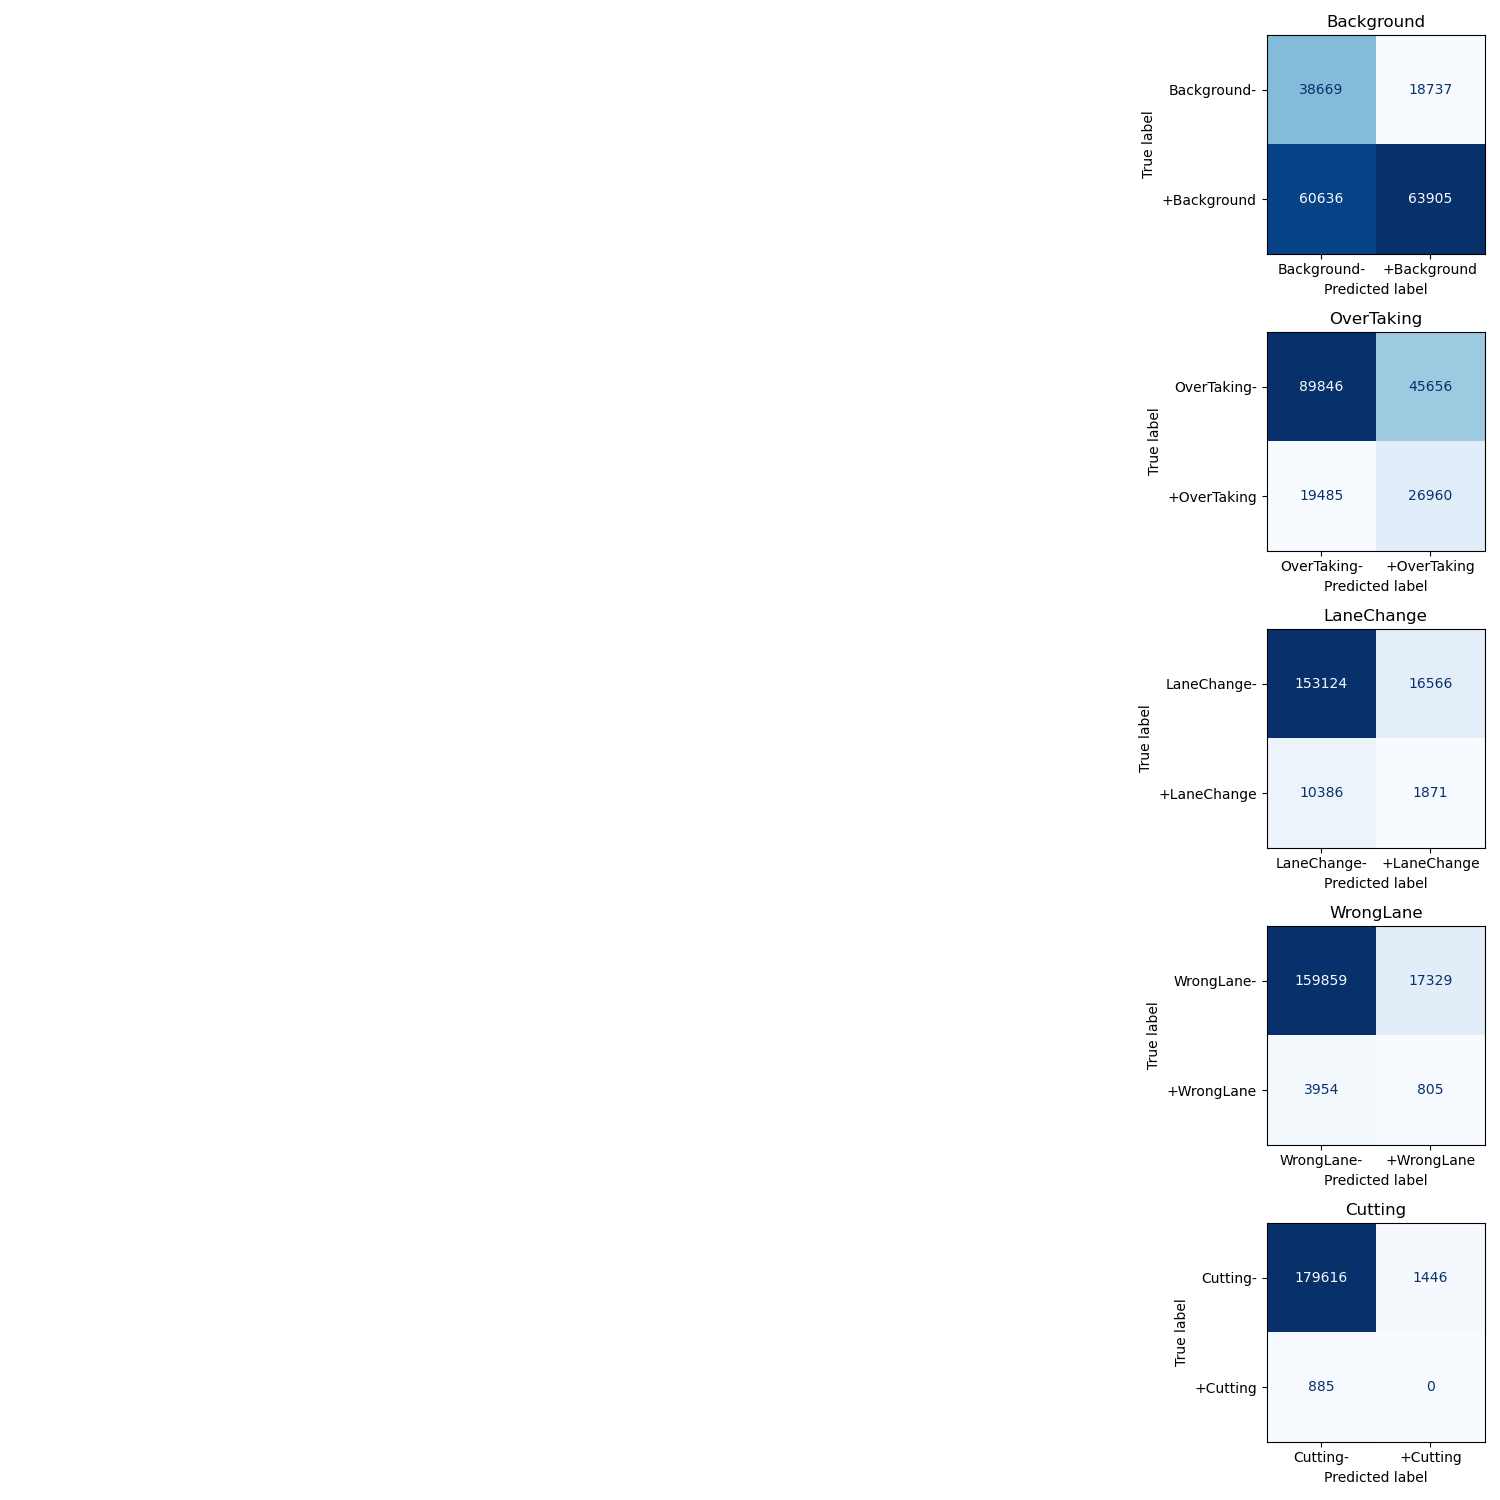 Background
True label
Background-
38669 18737
+Background
60636 63905
Background- +Background
Predicted label
OverTaking
True label
OverTaking-
89846 45656
+OverTaking
19485 26960
OverTaking- +OverTaking
Predicted label
LaneChange
True label
LaneChange-
153124 16566
+LaneChange
10386 1871
LaneChange- +LaneChange
Predicted label
WrongLane
True label
WrongLane-
159859 17329
+WrongLane
3954 805
WrongLane- +WrongLane
Predicted label
Cutting
True label
Cutting-
179616 1446
+Cutting
885 0
Cutting- +Cutting
Predicted label